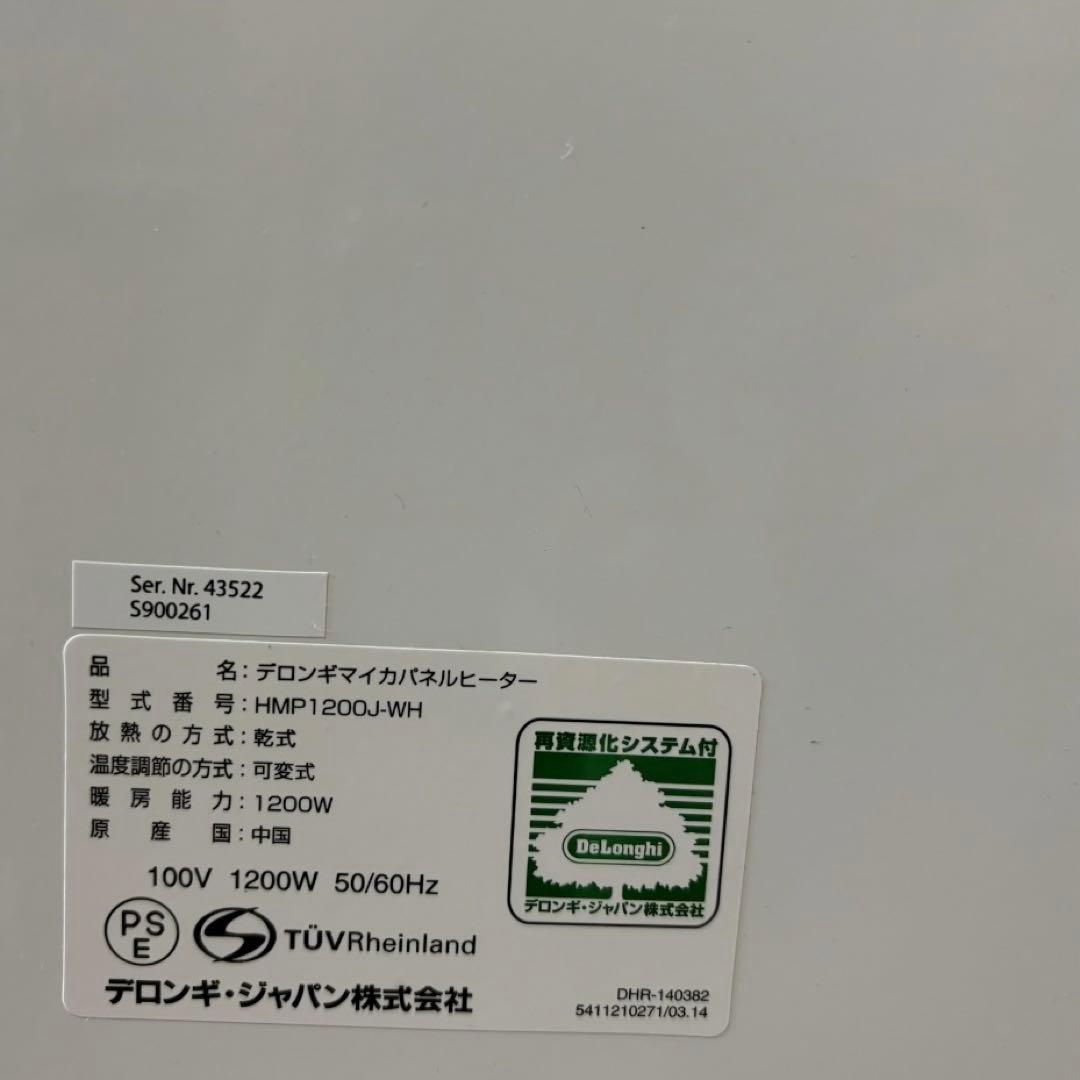 Ser. Nr. 43522
S900261
品名:デロンギマイカパネルヒーター
型式番号:HMP1200J-WH
放熱の方式:乾式
温度調節の方式:可変式
暖房能力:1200W
原産国:中国
100V 1200W 50/60Hz
PSE
TÜVRheinland
デロンギ・ジャパン株式会社
再資源化システム付
DeLonghi
デロンギ・ジャパン株式会社
DHR-140382
5411210271/03.14